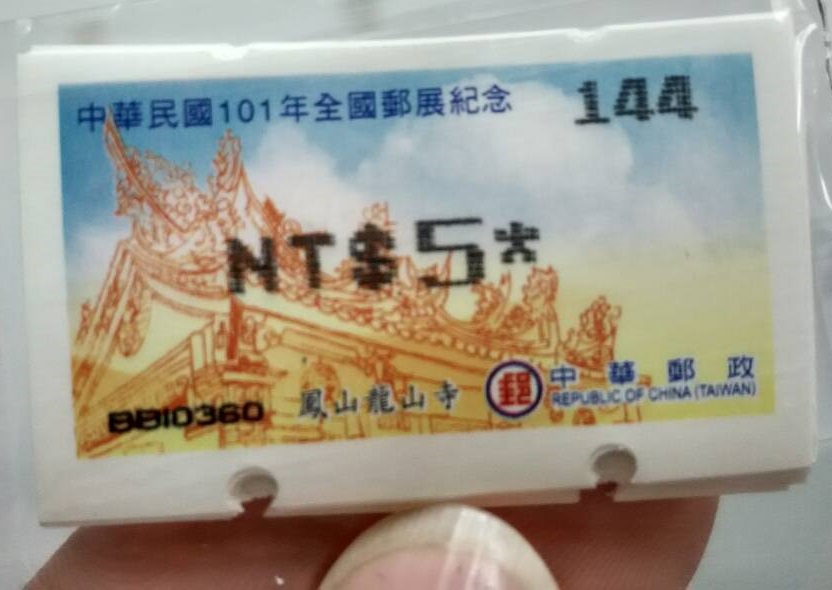 中華民國101年全國郵展紀念
144
NT$5*
BB10360
鳳山龍山寺
郵
中華郵政
REPUBLIC OF CHINA (TAIWAN)